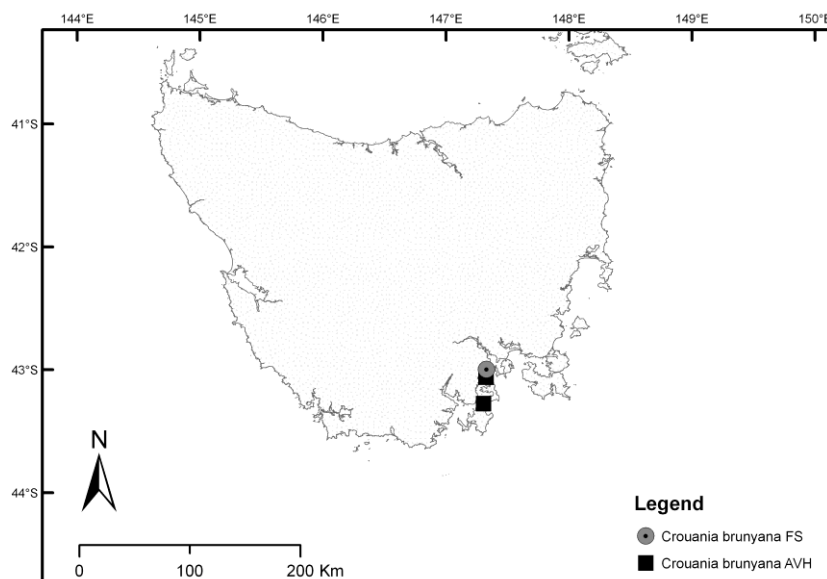 144°E 145°E 146°E 147°E 148°E 149°E 150°E
41°S
42°S
43°S
44°S
N
0 100 200 Km
Legend
Crouania brunyana FS
Crouania brunyana AVH